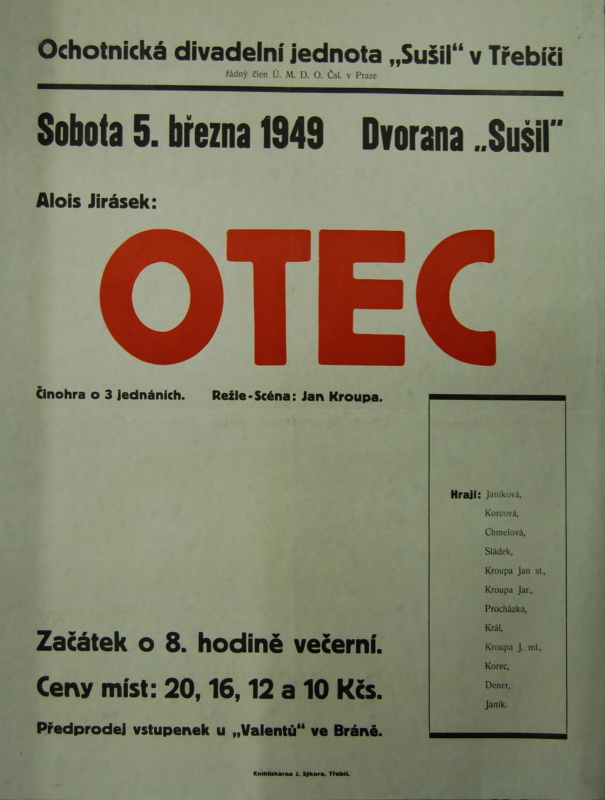 Ochotnická divadelní jednota „Sušil“ v Třebíči
řádný člen Ú. M. D. O. Čsl. v Praze
Sobota 5. března 1949 Dvorana „Sušil“
Alois Jirásek:
OTEC
Činohra o 3 jednáních. Režie-Scéna: Jan Kroupa.
Hrají: Janíková,
Korcová,
Chmelová,
Sládek,
Kroupa Jan st.,
Kroupa Jar.,
Procházka,
Král,
Kroupa J. ml.,
Korec,
Dener,
Janík.
Začátek o 8. hodině večerní.
Ceny míst: 20, 16, 12 a 10 Kčs.
Předprodej vstupenek u „Valentů“ ve Bráně.
Knihtiskárna J. Sýkora, Třebíč.